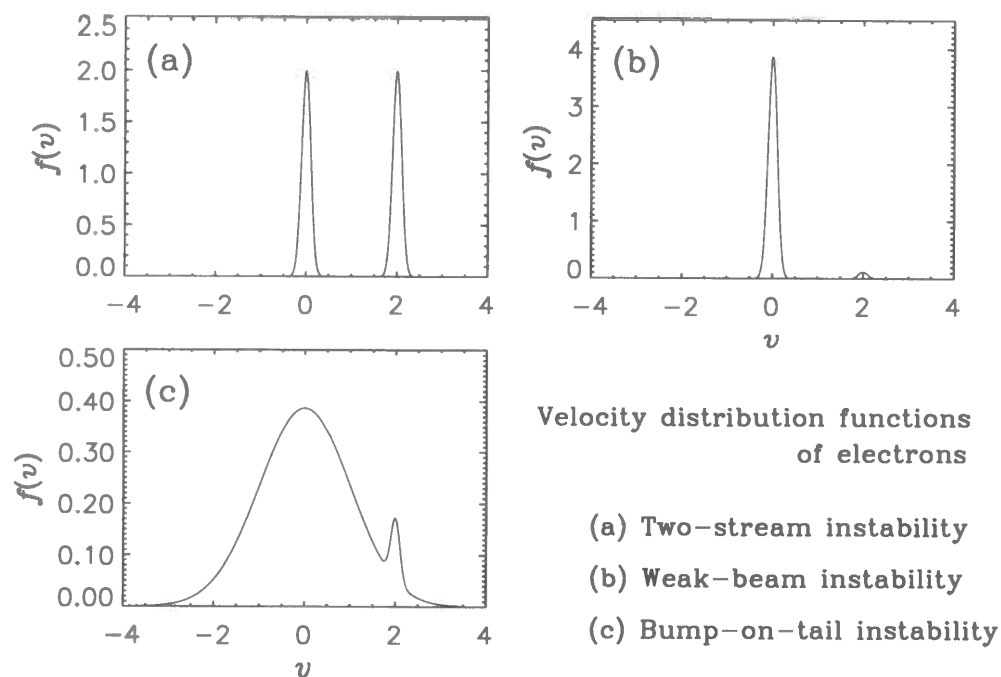 (a)
2.5
2.0
1.5
1.0
0.5
0.0
f(v)
−4 −2 0 2 4
(b)
4
3
2
1
0
f(v)
−4 −2 0 2 4
v
(c)
0.50
0.40
0.30
0.20
0.10
0.00
f(v)
−4 −2 0 2 4
v
Velocity distribution functions
of electrons
(a) Two−stream instability
(b) Weak−beam instability
(c) Bump−on−tail instability